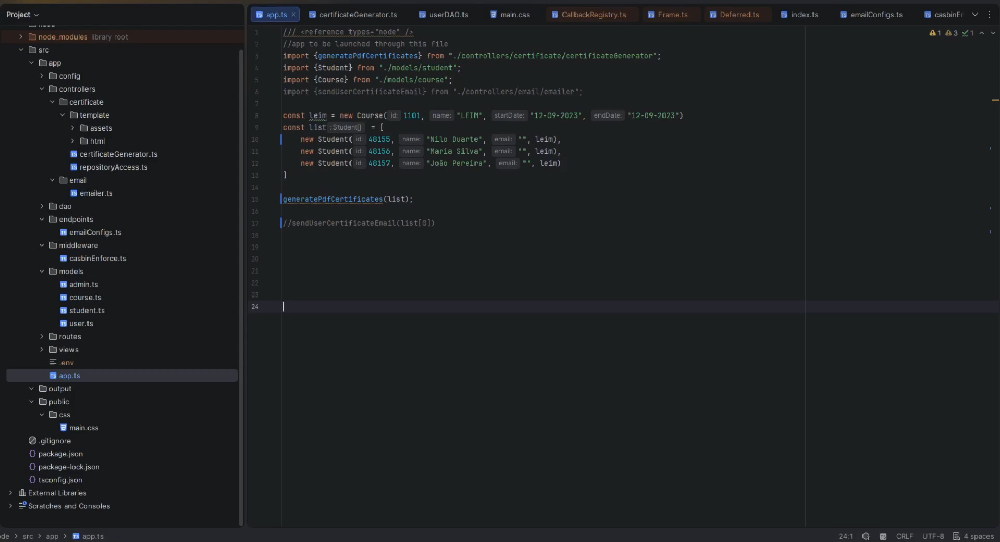 Project
node_modules library root
src
app
config
controllers
certificate
template
assets
html
certificateGenerator.ts
repositoryAccess.ts
email
emailer.ts
dao
endpoints
emailConfigs.ts
middleware
casbinEnforce.ts
models
admin.ts
course.ts
student.ts
user.ts
routes
views
.env
app.ts
output
public
css
main.css
.gitignore
package.json
package-lock.json
tsconfig.json
External Libraries
Scratches and Consoles
app.ts certificateGenerator.ts userDAO.ts main.css CallbackRegistry.ts Frame.ts Deferred.ts index.ts emailConfigs.ts casbinEr
1 3 1
1 /// <reference types="node" />
2 //app to be launched through this file
3 import {generatePdfCertificates} from "./controllers/certificate/certificateGenerator";
4 import {Student} from "./models/student";
5 import {Course} from "./models/course";
6 import {sendUserCertificateEmail} from "./controllers/email/emailer";
7
8 const leim = new Course( id: 1101, name: "LEIM", startDate: "12-09-2023", endDate: "12-09-2023")
9 const list : Student[] = [
10 new Student( id: 48155, name: "Nilo Duarte", email: "", leim),
11 new Student( id: 48156, name: "Maria Silva", email: "", leim),
12 new Student( id: 48157, name: "João Pereira", email: "", leim)
13 ]
14
15 generatePdfCertificates(list);
16
17 //sendUserCertificateEmail(list[0])
18
19
20
21
22
23
24
de > src > app > app.ts
24:1 CRLF UTF-8 4 spaces